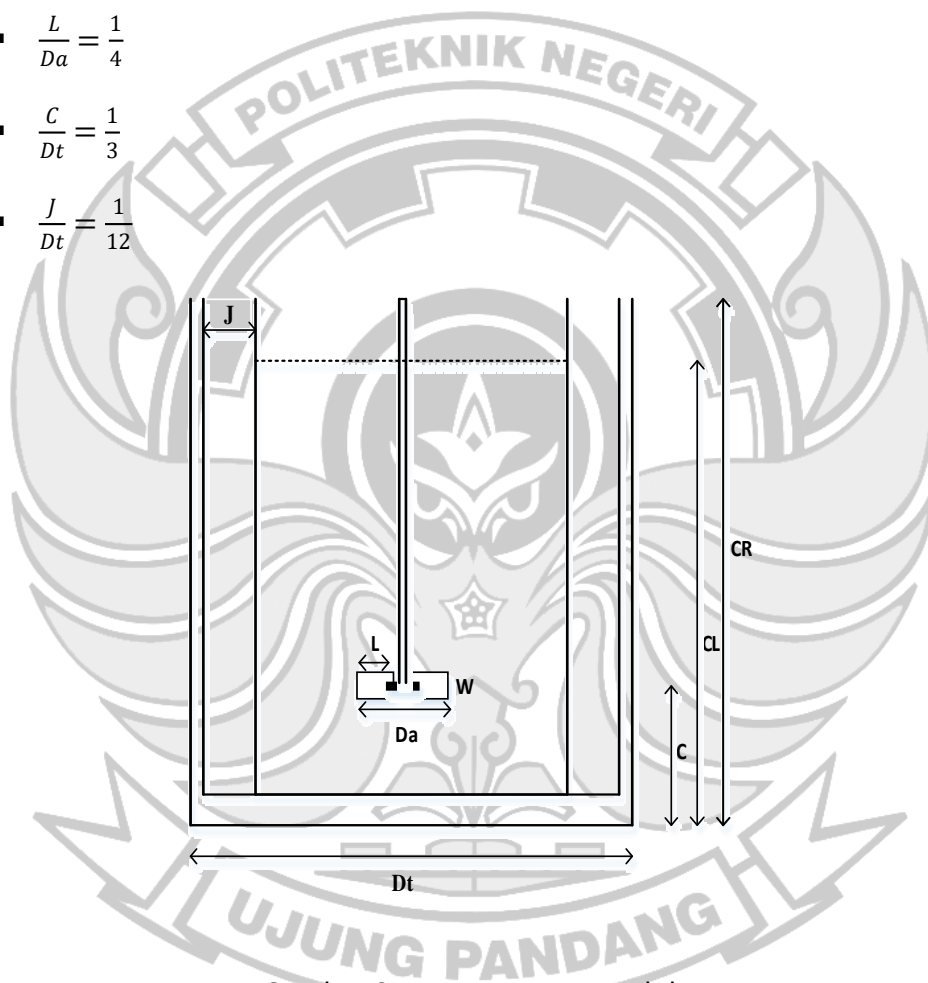 ▪ L/Da = 1/4
▪ C/Dt = 1/3
▪ J/Dt = 1/12
POLITEKNIK NEGERI
J
CR
CL
L
W
Da
C
Dt
UJUNG PANDANG